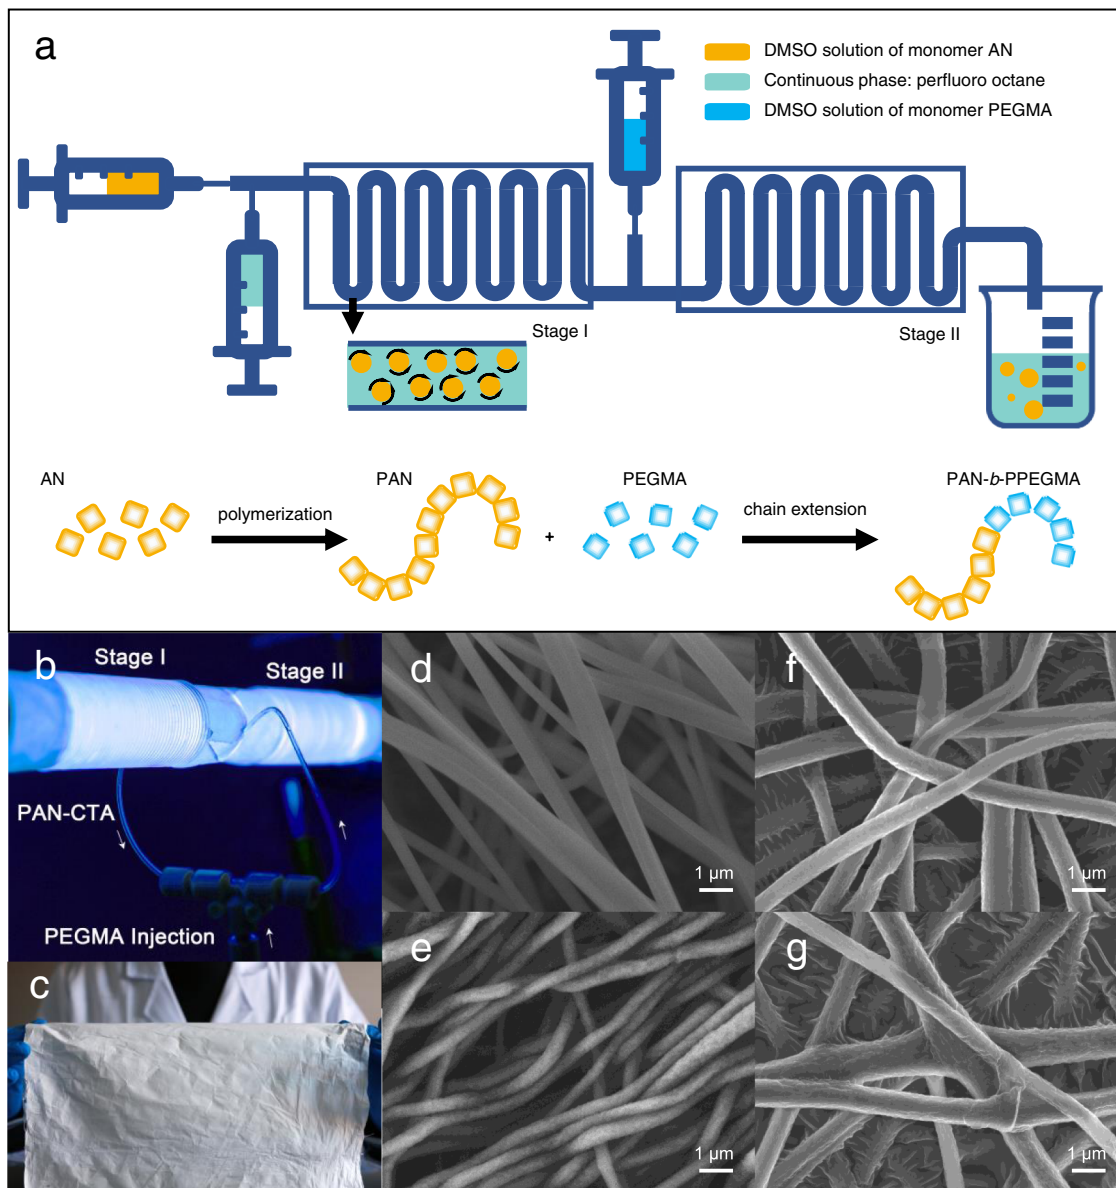 a
DMSO solution of monomer AN
Continuous phase: perfluoro octane
DMSO solution of monomer PEGMA
Stage I
Stage II
AN
PAN
PEGMA
PAN-b-PPEGMA
polymerization
+
chain extension
b
Stage I
Stage II
PAN-CTA
PEGMA Injection
c
d
1 µm
e
1 µm
f
1 µm
g
1 µm